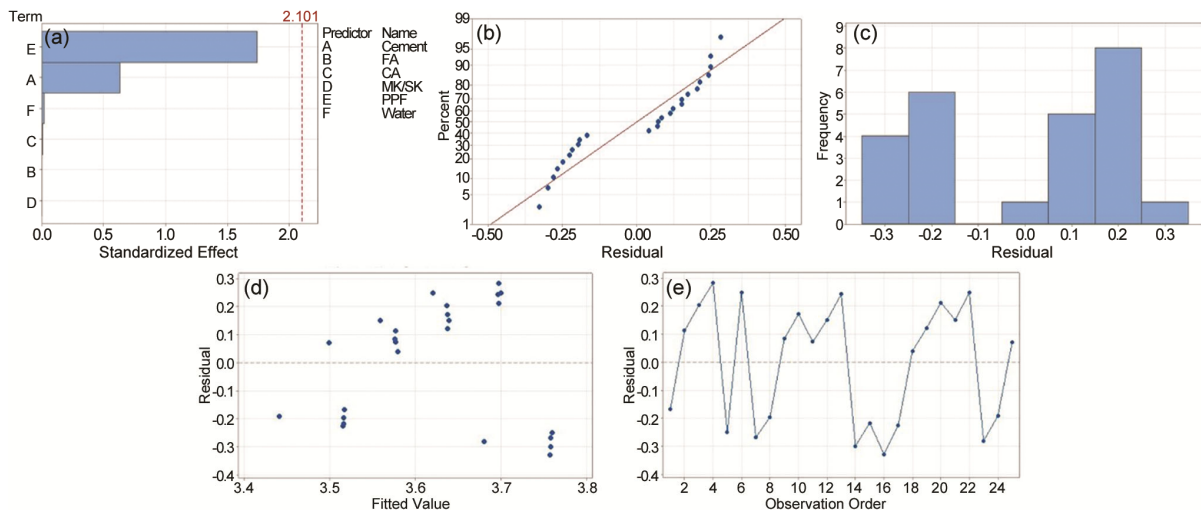 Term
2.101
(a)
E
A
F
C
B
D
0.0 0.5 1.0 1.5 2.0
Standardized Effect
Predictor Name
A Cement
B FA
C CA
D MK/SK
E PPF
F Water
(b)
Percent
99
95
90
80
70
60
50
40
30
20
10
5
1
-0.50 -0.25 0.00 0.25 0.50
Residual
(c)
Frequency
9
8
7
6
5
4
3
2
1
0
-0.3 -0.2 -0.1 0.0 0.1 0.2 0.3
Residual
(d)
Residual
0.3
0.2
0.1
0.0
-0.1
-0.2
-0.3
-0.4
3.4 3.5 3.6 3.7 3.8
Fitted Value
(e)
Residual
0.3
0.2
0.1
0.0
-0.1
-0.2
-0.3
-0.4
2 4 6 8 10 12 14 16 18 20 22 24
Observation Order